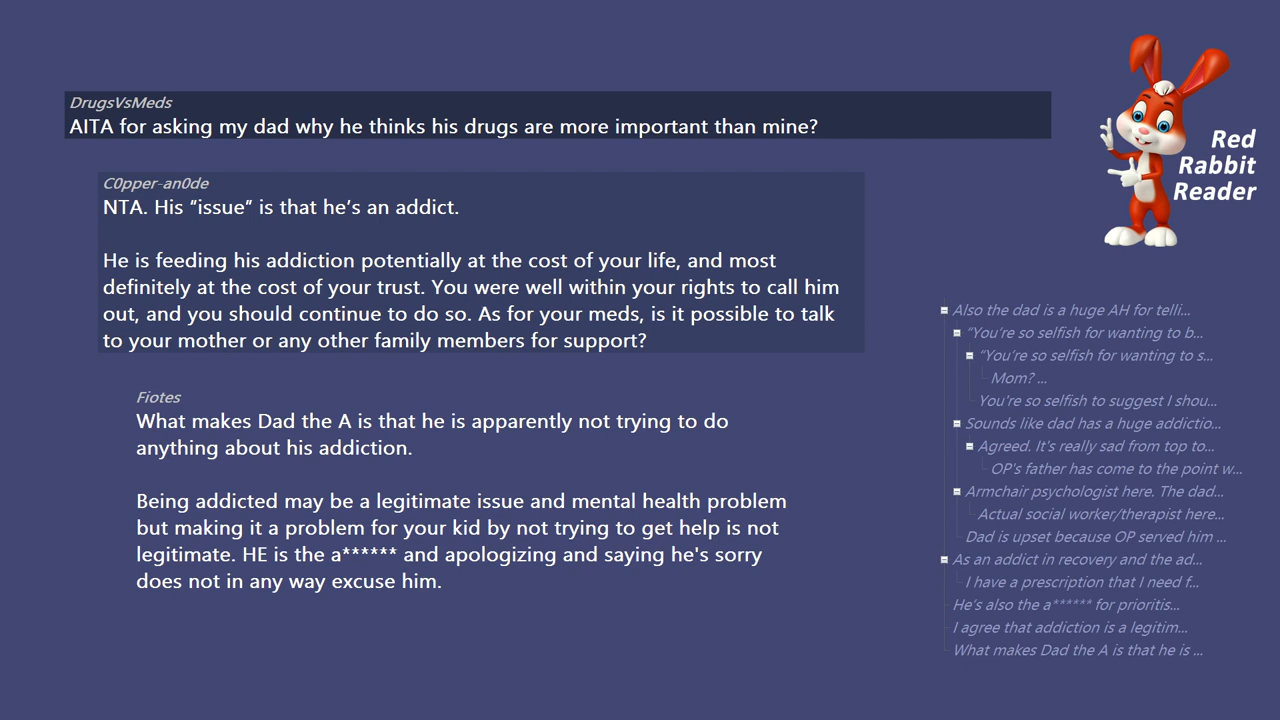 DrugsVsMeds
AITA for asking my dad why he thinks his drugs are more important than mine?
Red
Rabbit
Reader
C0pper-an0de
NTA. His “issue” is that he’s an addict.
He is feeding his addiction potentially at the cost of your life, and most
definitely at the cost of your trust. You were well within your rights to call him
out, and you should continue to do so. As for your meds, is it possible to talk
to your mother or any other family members for support?
Fiotes
What makes Dad the A is that he is apparently not trying to do
anything about his addiction.
Being addicted may be a legitimate issue and mental health problem
but making it a problem for your kid by not trying to get help is not
legitimate. HE is the a****** and apologizing and saying he's sorry
does not in any way excuse him.
Also the dad is a huge AH for telli...
“You’re so selfish for wanting to b...
“You’re so selfish for wanting to s...
Mom? ...
You’re so selfish to suggest I shou...
Sounds like dad has a huge addictio...
Agreed. It's really sad from top to...
OP's father has come to the point w...
Armchair psychologist here. The dad...
Actual social worker/therapist here...
Dad is upset because OP served him ...
As an addict in recovery and the ad...
I have a prescription that I need f...
He’s also the a****** for prioritis...
I agree that addiction is a legitim...
What makes Dad the A is that he is ...